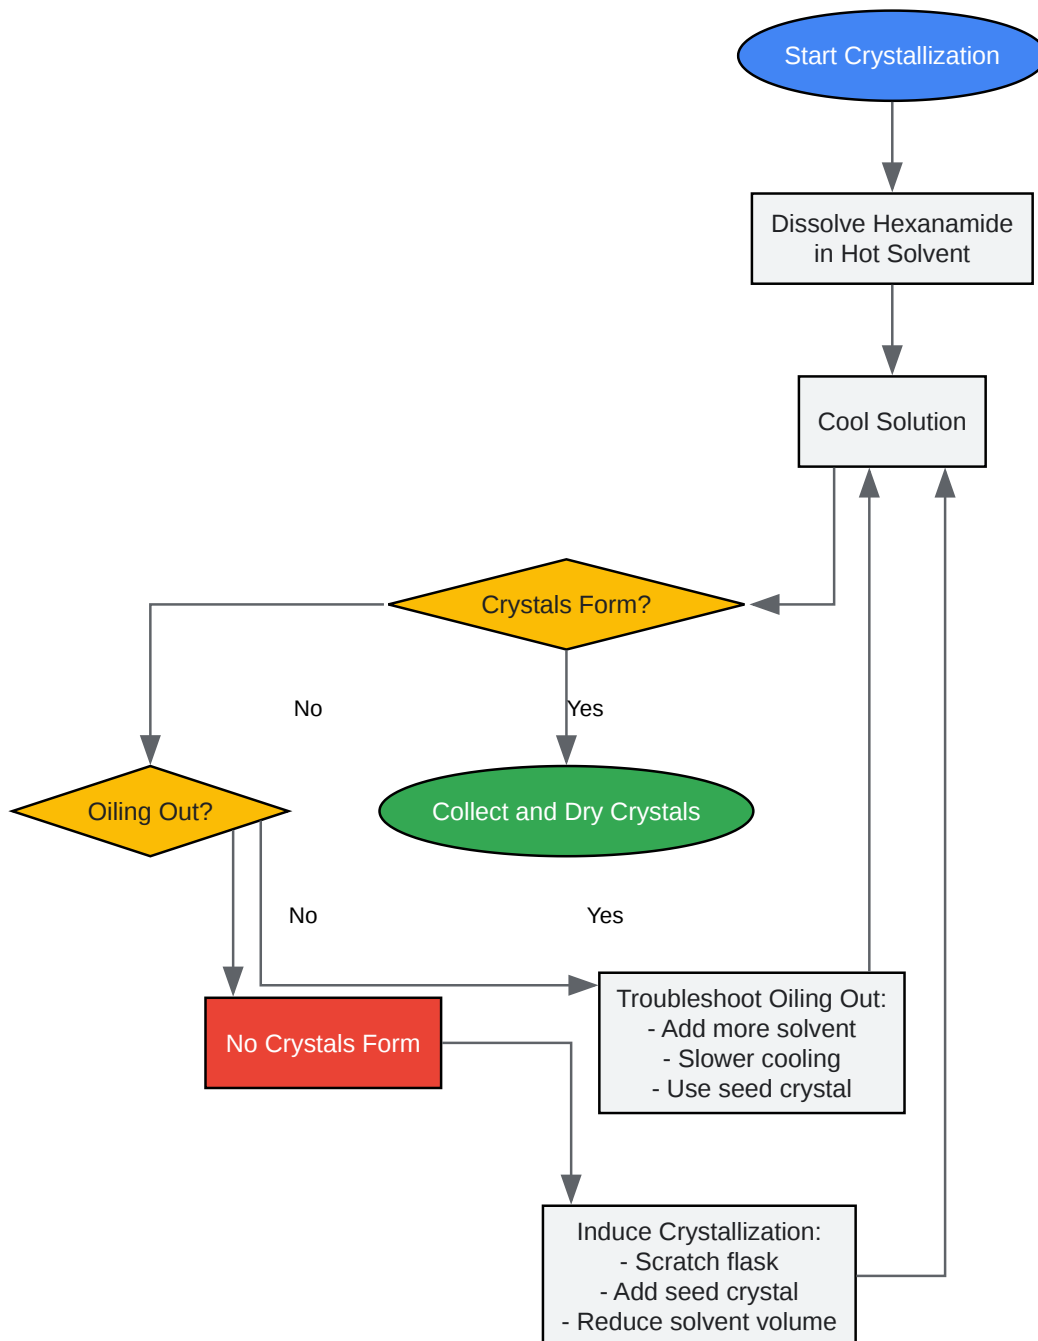 Start Crystallization
Dissolve Hexanamide
in Hot Solvent
Cool Solution
Crystals Form?
No
Yes
Oiling Out?
Collect and Dry Crystals
No
Yes
No Crystals Form
Troubleshoot Oiling Out:
- Add more solvent
- Slower cooling
- Use seed crystal
Induce Crystallization:
- Scratch flask
- Add seed crystal
- Reduce solvent volume